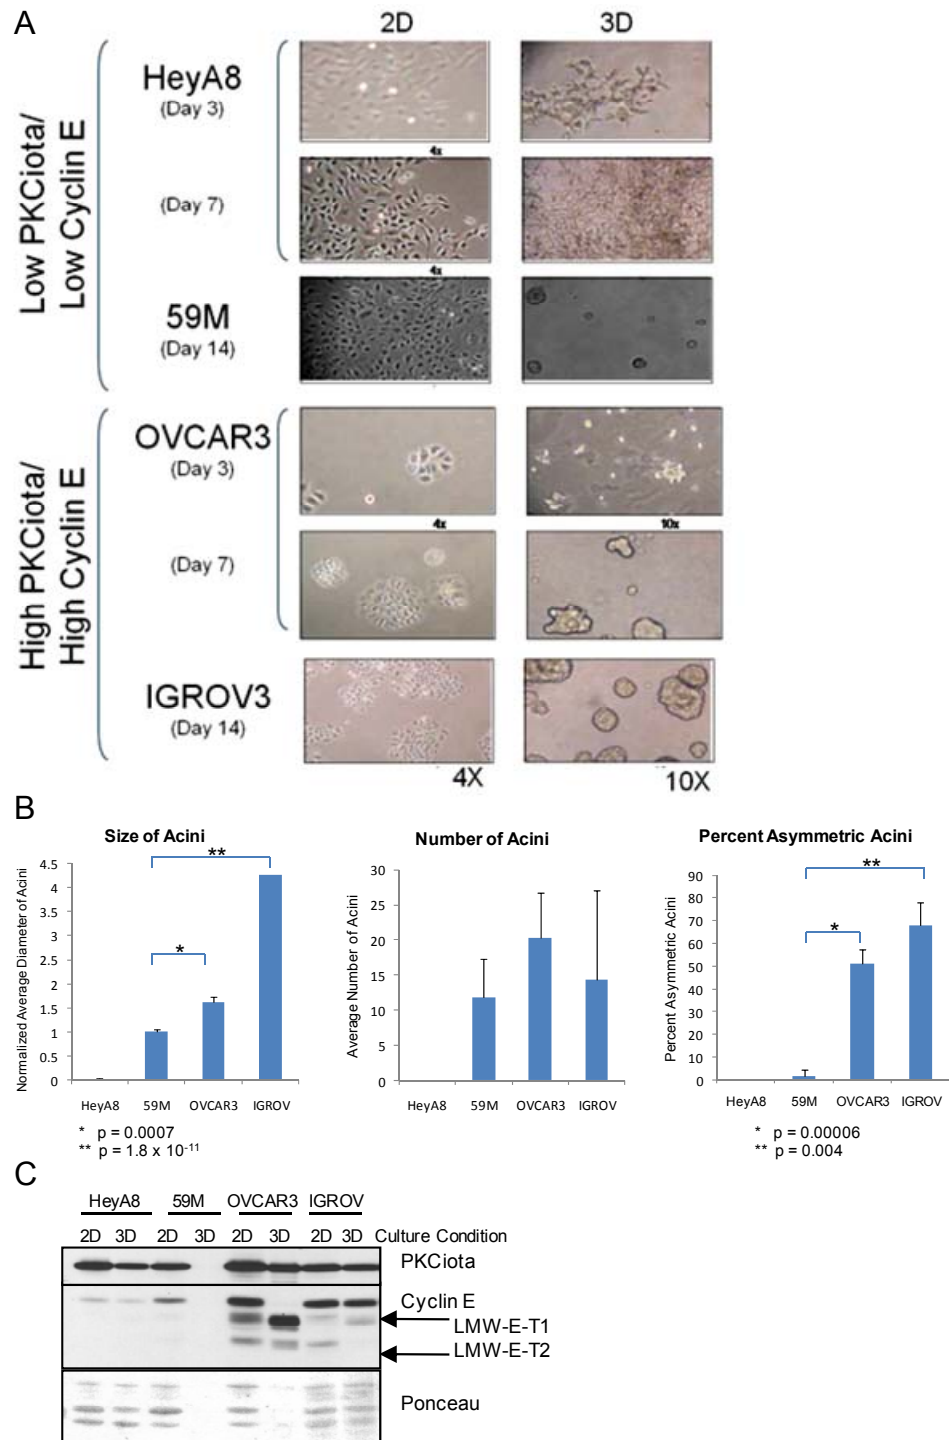 A
2D 3D
Low PKCiota/
Low Cyclin E
HeyA8
(Day 3)
4x
(Day 7)
4x
59M
(Day 14)
High PKCiota/
High Cyclin E
OVCAR3
(Day 3)
4x 10x
(Day 7)
IGROV3
(Day 14)
4X 10X
B
Size of Acini
Normalized Average Diameter of Acini
4.5
4
3.5
3
2.5
2
1.5
1
0.5
0
**
*
HeyA8 59M OVCAR3 IGROV
* p = 0.0007
** p = 1.8 x 10⁻¹¹
Number of Acini
Average Number of Acini
30
25
20
15
10
5
0
HeyA8 59M OVCAR3 IGROV
Percent Asymmetric Acini
Percent Asymmetric Acini
90
80
70
60
50
40
30
20
10
0
**
*
HeyA8 59M OVCAR3 IGROV
* p = 0.00006
** p = 0.004
C
HeyA8 59M OVCAR3 IGROV
2D 3D 2D 3D 2D 3D 2D 3D Culture Condition
PKCiota
Cyclin E
LMW-E-T1
LMW-E-T2
Ponceau